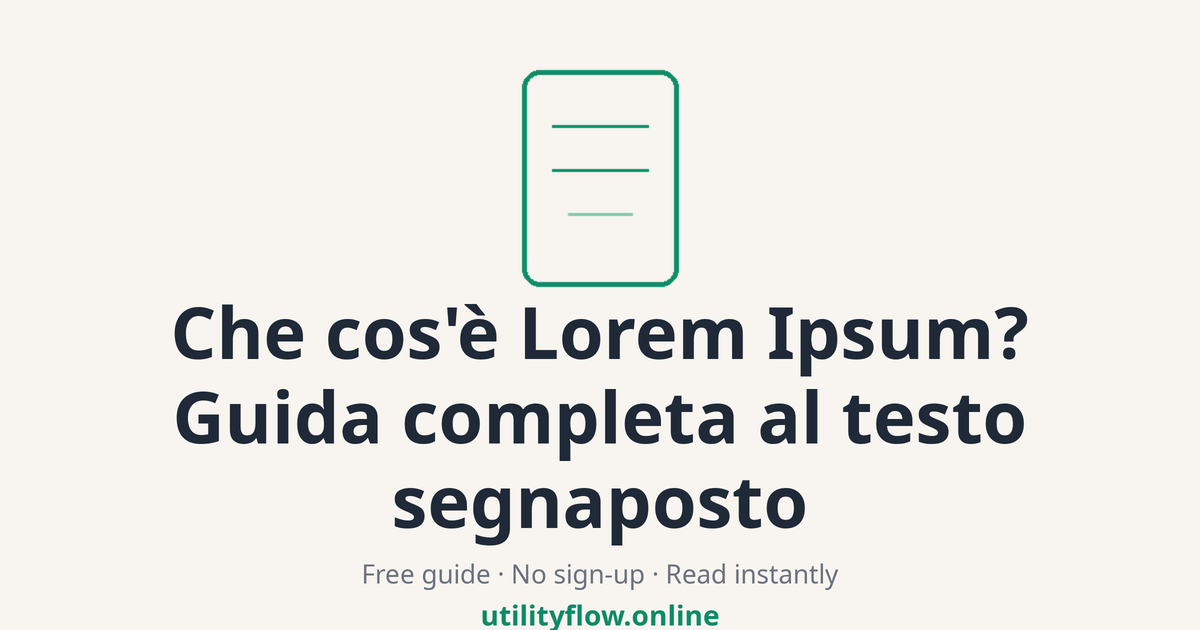 Che cos'è Lorem Ipsum?
Guida completa al testo
segnaposto
Free guide · No sign-up · Read instantly
utilityflow.online